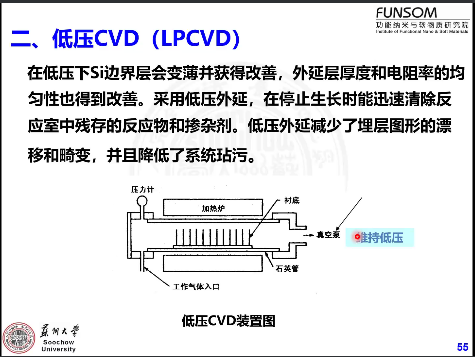 FUNSOM
功能纳米与软物质研究院
Institute of Functional Nano & Soft Materials
二、低压CVD（LPCVD）
在低压下Si边界层会变薄并获得改善，外延层厚度和电阻率的均
匀性也得到改善。采用低压外延，在停止生长时能迅速清除反
应室中残存的反应物和掺杂剂。低压外延减少了埋层图形的漂
移和畸变，并且降低了系统玷污。
压力计
加热炉
衬底
真空泵
维持低压
石英管
工作气体入口
低压CVD装置图
苏州大学
Soochow
University
55